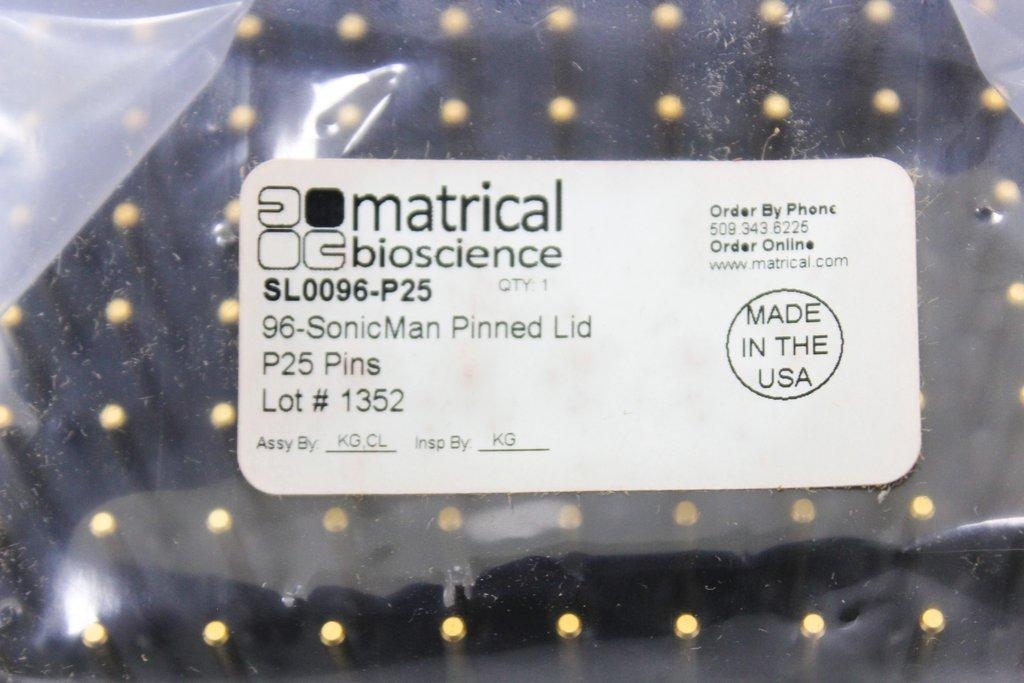 matrical
bioscience
SL0096-P25
QTY: 1
96-SonicMan Pinned Lid
P25 Pins
Lot # 1352
Assy By: KG,CL Insp By: KG
Order By Phone
509.343.6225
Order Online
www.matrical.com
MADE
IN THE
USA